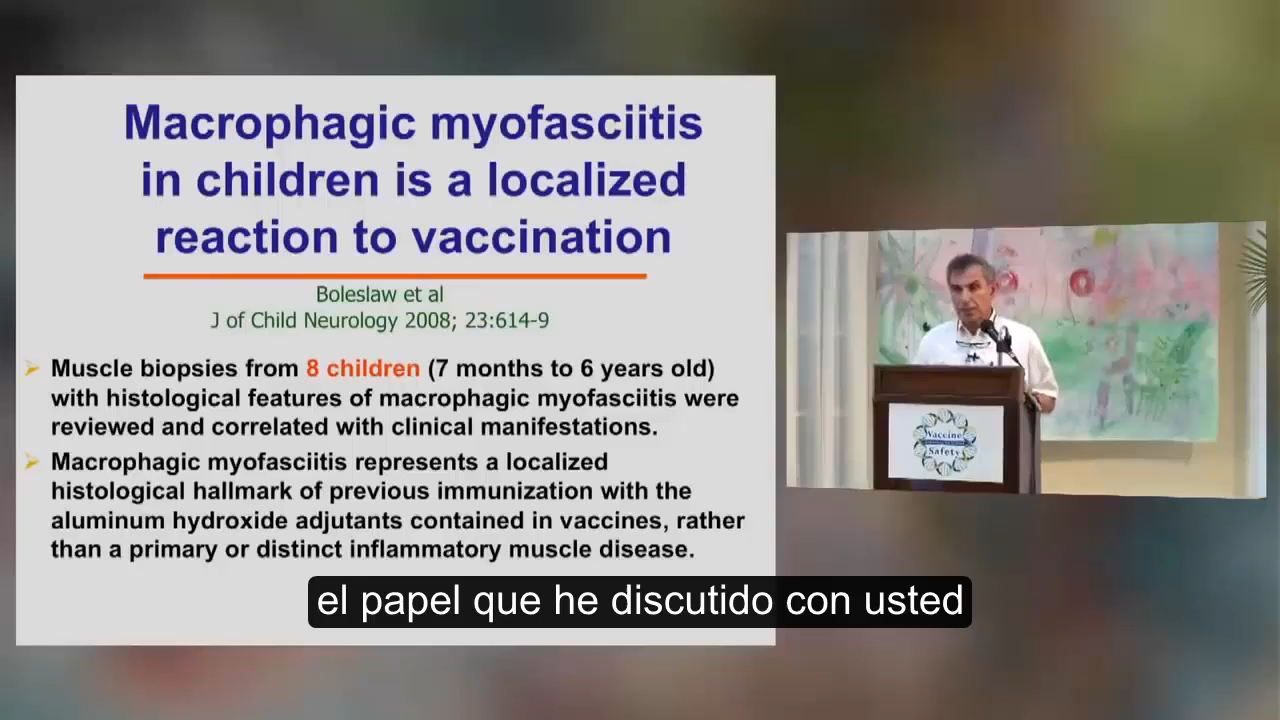 Macrophagic myofasciitis
in children is a localized
reaction to vaccination
Boleslaw et al
J of Child Neurology 2008; 23:614-9
Muscle biopsies from 8 children (7 months to 6 years old)
with histological features of macrophagic myofasciitis were
reviewed and correlated with clinical manifestations.
Macrophagic myofasciitis represents a localized
histological hallmark of previous immunization with the
aluminum hydroxide adjutants contained in vaccines, rather
than a primary or distinct inflammatory muscle disease.
Vaccine
Safety
el papel que he discutido con usted